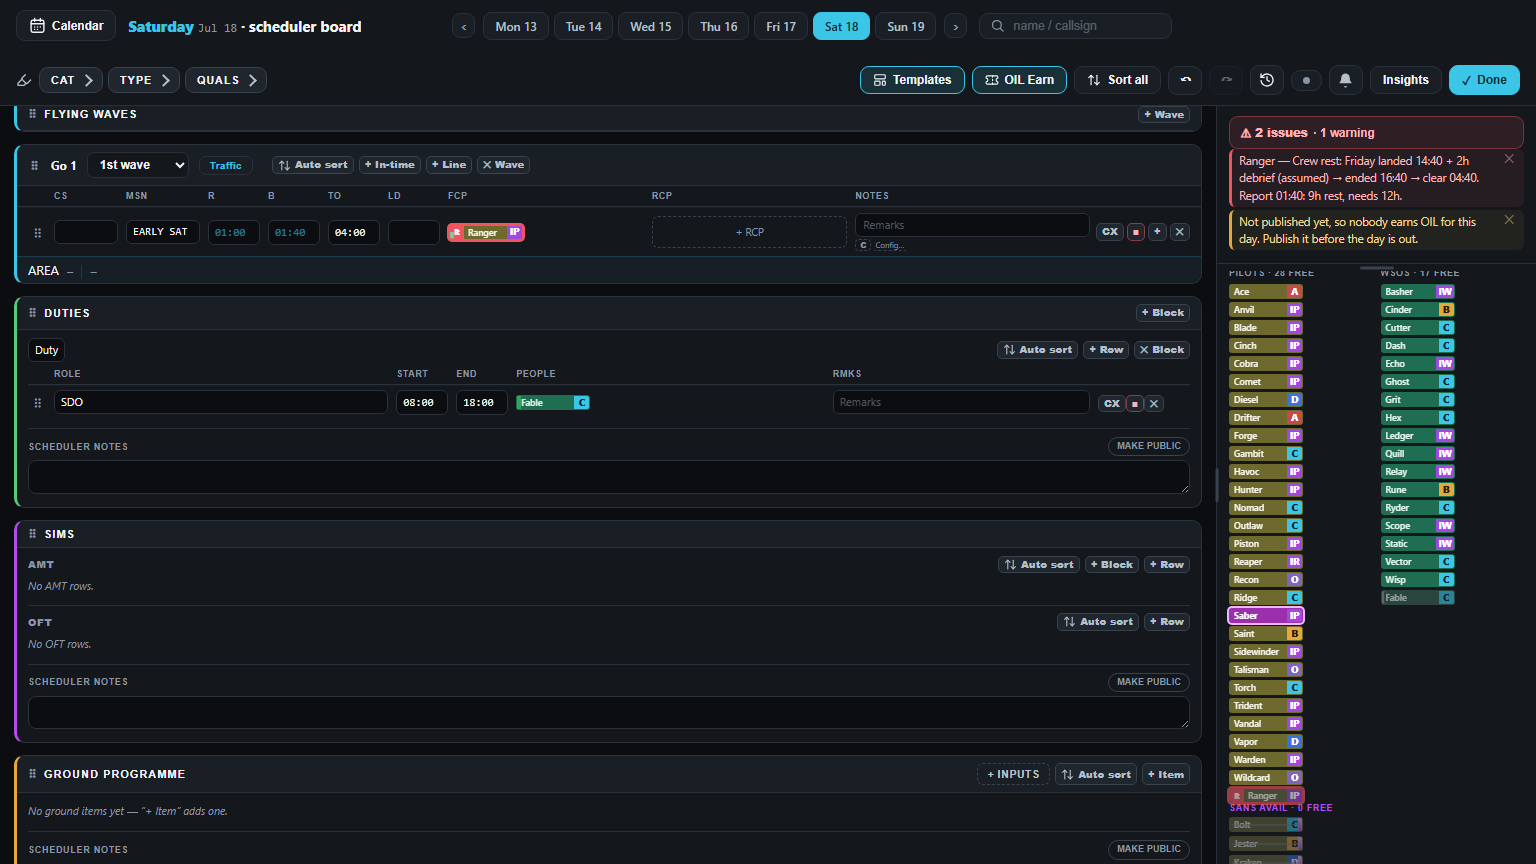 Calendar
Saturday Jul 18 · scheduler board
Mon 13
Tue 14
Wed 15
Thu 16
Fri 17
Sat 18
Sun 19
name / callsign
CAT
TYPE
QUALS
Templates
OIL Earn
Sort all
Insights
✓ Done
FLYING WAVES
+ Wave
Go 1
1st wave
Traffic
Auto sort
+ In-time
+ Line
✕ Wave
CS
MSN
R
B
TO
LD
FCP
RCP
NOTES
EARLY SAT
01:00
01:40
04:00
R Ranger IP
+ RCP
Remarks
C Config…
CX
AREA – –
DUTIES
+ Block
Duty
Auto sort
+ Row
✕ Block
ROLE
START
END
PEOPLE
RMKS
SDO
08:00
18:00
Fable C
Remarks
CX
SCHEDULER NOTES
MAKE PUBLIC
SIMS
AMT
Auto sort
+ Block
+ Row
No AMT rows.
OFT
Auto sort
+ Row
No OFT rows.
SCHEDULER NOTES
MAKE PUBLIC
GROUND PROGRAMME
+ INPUTS
Auto sort
+ Item
No ground items yet — "+ Item" adds one.
SCHEDULER NOTES
MAKE PUBLIC
⚠ 2 issues · 1 warning
Ranger — Crew rest: Friday landed 14:40 + 2h
debrief (assumed) → ended 16:40 → clear 04:40.
Report 01:40: 9h rest, needs 12h.
Not published yet, so nobody earns OIL for this
day. Publish it before the day is out.
PILOTS · 28 FREE
Ace A
Anvil IP
Blade IP
Cinch IP
Cobra IP
Comet IP
Diesel D
Drifter A
Forge IP
Gambit C
Havoc IP
Hunter IP
Nomad C
Outlaw C
Piston IP
Reaper IR
Recon O
Ridge C
Saber IP
Saint B
Sidewinder IP
Talisman O
Torch C
Trident IP
Vandal IP
Vapor D
Warden IP
Wildcard O
R Ranger IP
SANS AVAIL · 0 FREE
Bolt C
Jester B
Kraken D
WSOS · 17 FREE
Basher IW
Cinder B
Cutter C
Dash C
Echo IW
Ghost C
Grit C
Hex C
Ledger IW
Quill IW
Relay IW
Rune B
Ryder C
Scope IW
Static IW
Vector C
Wisp C
Fable C